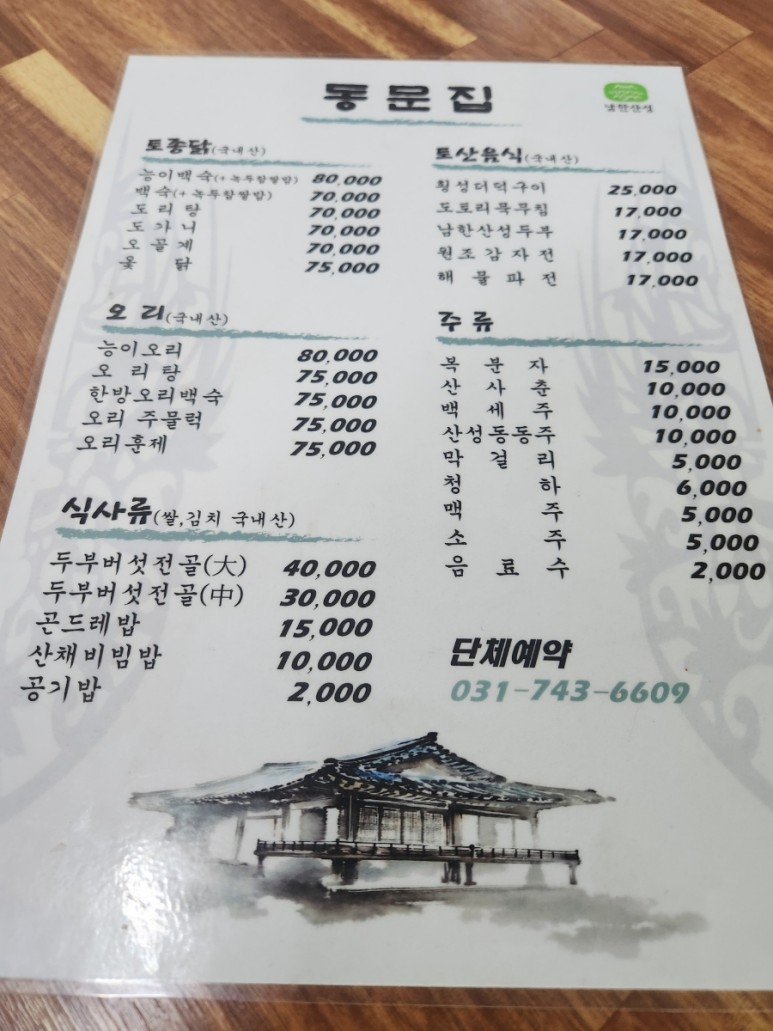 동문집
남한산성
토종닭(국내산)
능이백숙(+녹두찹쌀밥) 80,000
백숙(+녹두찹쌀밥) 70,000
도리탕 70,000
도가니 70,000
오골계 70,000
옻닭 75,000
오리(국내산)
능이오리 80,000
오리탕 75,000
한방오리백숙 75,000
오리 주물럭 75,000
오리훈제 75,000
식사류(쌀,김치 국내산)
두부버섯전골(大) 40,000
두부버섯전골(中) 30,000
곤드레밥 15,000
산채비빔밥 10,000
공기밥 2,000
토산음식(국내산)
횡성더덕구이 25,000
도토리묵무침 17,000
남한산성두부 17,000
원조감자전 17,000
해물파전 17,000
주류
복분자 15,000
산사춘 10,000
백세주 10,000
산성동동주 10,000
막걸리 5,000
청하 6,000
맥주 5,000
소주 5,000
음료수 2,000
단체예약
031-743-6609